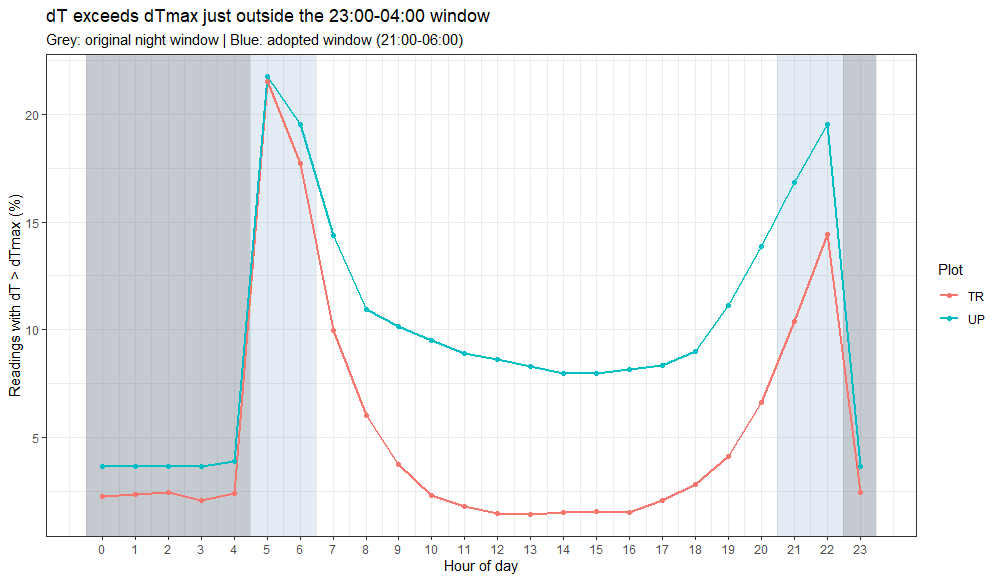 dT exceeds dTmax just outside the 23:00-04:00 window
Grey: original night window | Blue: adopted window (21:00-06:00)
Readings with dT > dTmax (%)
20
15
10
5
0 1 2 3 4 5 6 7 8 9 10 11 12 13 14 15 16 17 18 19 20 21 22 23
Hour of day
Plot
TR
UP